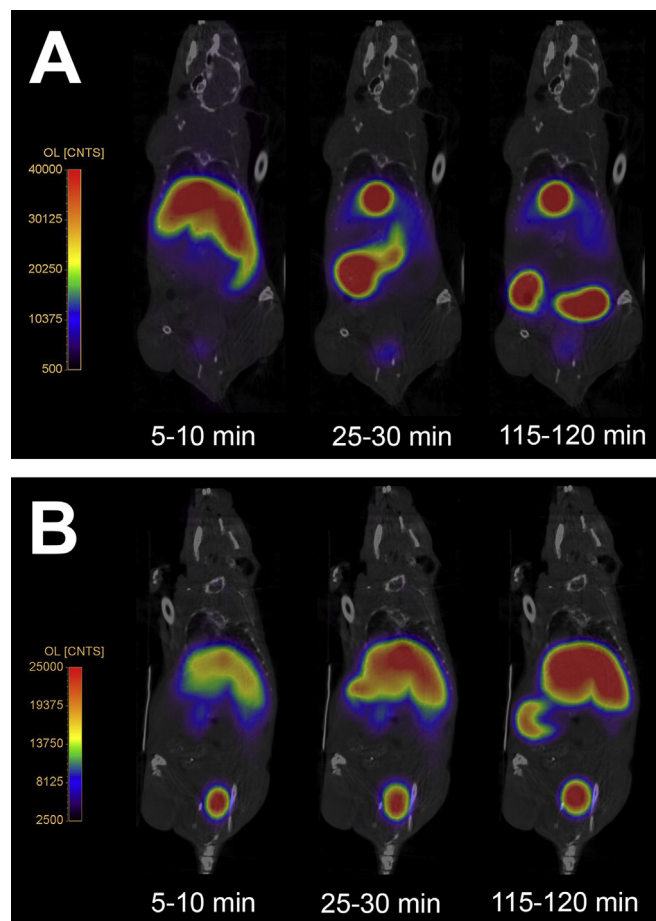 A
OL [CNTS]
40000
30125
20250
10375
500
5-10 min
25-30 min
115-120 min
B
OL [CNTS]
25000
19375
13750
8125
2500
5-10 min
25-30 min
115-120 min